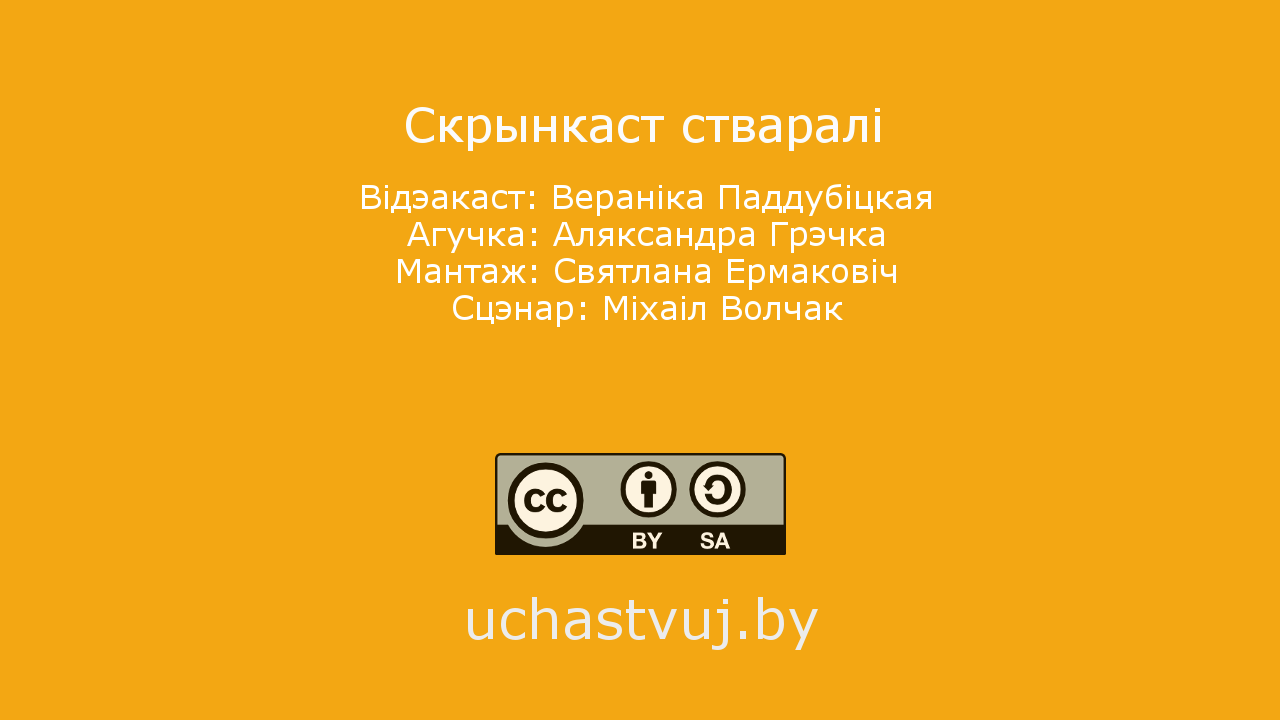 Скрынкаст стваралі
Відэакаст: Вераніка Паддубіцкая
Агучка: Аляксандра Грэчка
Мантаж: Святлана Ермаковіч
Сцэнар: Міхаіл Волчак
cc
BY SA
uchastvuj.by